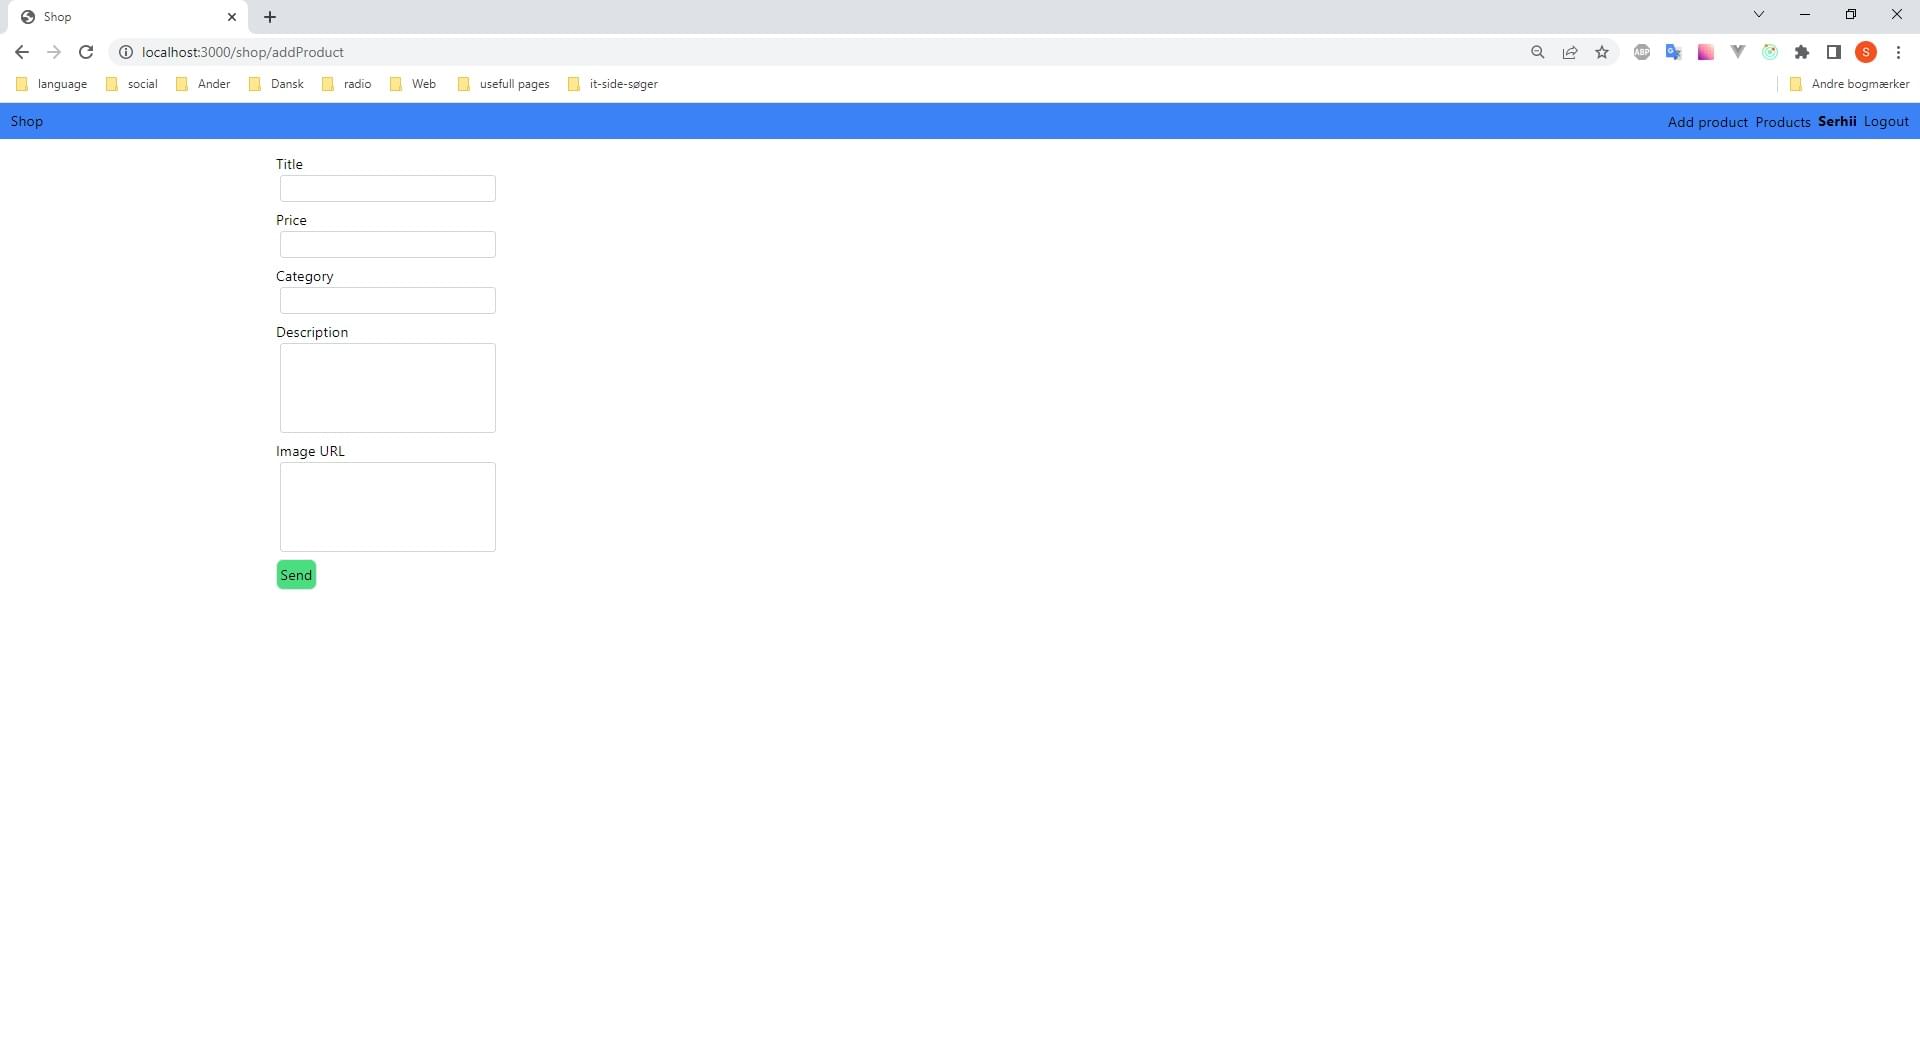 Shop
localhost:3000/shop/addProduct
ABP
G
S
language social Ander Dansk radio Web usefull pages it-side-søger Andre bogmærker
Shop Add product Products Serhii Logout
Title
Price
Category
Description
Image URL
Send